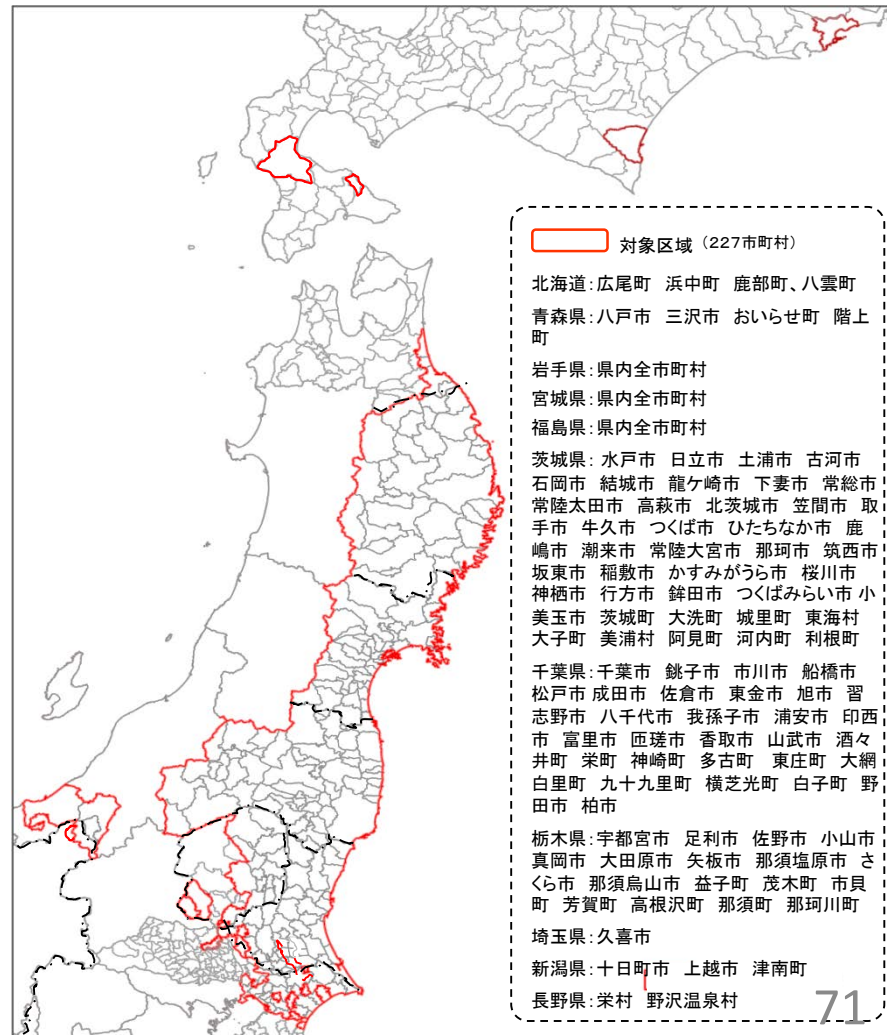 対象区域（227市町村）
北海道：広尾町 浜中町 鹿部町、八雲町
青森県：八戸市 三沢市 おいらせ町 階上
町
岩手県：県内全市町村
宮城県：県内全市町村
福島県：県内全市町村
茨城県： 水戸市 日立市 土浦市 古河市
石岡市 結城市 龍ケ崎市 下妻市 常総市
常陸太田市 高萩市 北茨城市 笠間市 取
手市 牛久市 つくば市 ひたちなか市 鹿
嶋市 潮来市 常陸大宮市 那珂市 筑西市
坂東市 稲敷市 かすみがうら市 桜川市
神栖市 行方市 鉾田市 つくばみらい市 小
美玉市 茨城町 大洗町 城里町 東海村
大子町 美浦村 阿見町 河内町 利根町
千葉県：千葉市 銚子市 市川市 船橋市
松戸市 成田市 佐倉市 東金市 旭市 習
志野市 八千代市 我孫子市 浦安市 印西
市 富里市 匝瑳市 香取市 山武市 酒々
井町 栄町 神崎町 多古町 東庄町 大網
白里町 九十九里町 横芝光町 白子町 野
田市 柏市
栃木県：宇都宮市 足利市 佐野市 小山市
真岡市 大田原市 矢板市 那須塩原市 さ
くら市 那須烏山市 益子町 茂木町 市貝
町 芳賀町 高根沢町 那須町 那珂川町
埼玉県：久喜市
新潟県：十日町市 上越市 津南町
長野県：栄村 野沢温泉村
71